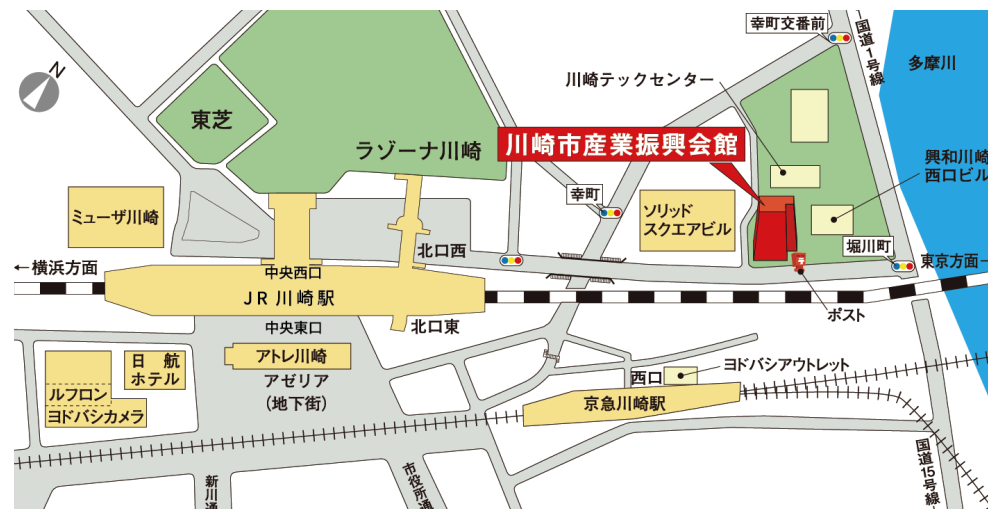 幸町交番前
国道1号線
N
川崎テックセンター
多摩川
東芝
ラゾーナ川崎
川崎市産業振興会館
興和川崎
西口ビル
幸町
ミューザ川崎
ソリッド
スクエアビル
堀川町
北口西
←横浜方面
中央西口
東京方面
JR川崎駅
ポスト
中央東口
北口東
アトレ川崎
日航
ホテル
アゼリア
(地下街)
ルフロン
ヨドバシカメラ
西口
ヨドバシアウトレット
京急川崎駅
新川通
市役所通
国道15号線